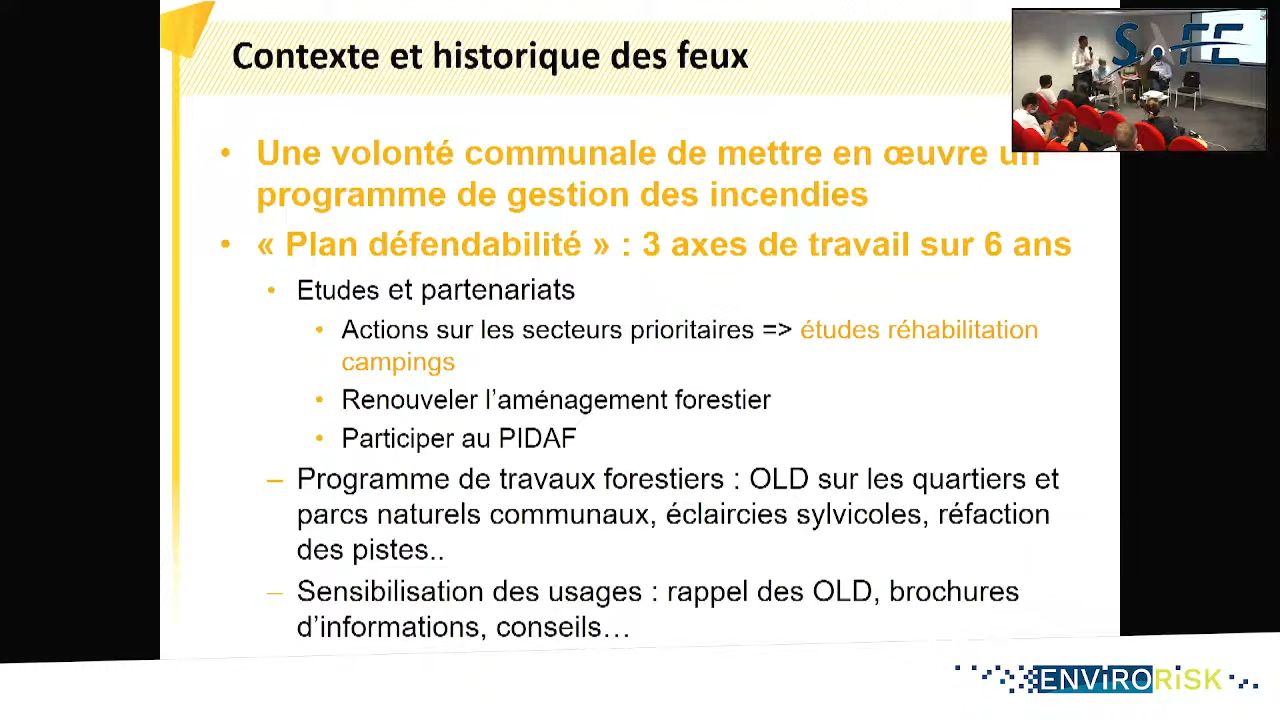 Contexte et historique des feux
SAFE
• Une volonté communale de mettre en œuvre un
programme de gestion des incendies
• « Plan défendabilité » : 3 axes de travail sur 6 ans
• Etudes et partenariats
• Actions sur les secteurs prioritaires => études réhabilitation
campings
• Renouveler l’aménagement forestier
• Participer au PIDAF
– Programme de travaux forestiers : OLD sur les quartiers et
parcs naturels communaux, éclaircies sylvicoles, réfaction
des pistes..
– Sensibilisation des usages : rappel des OLD, brochures
d’informations, conseils…
ENViRORiSK